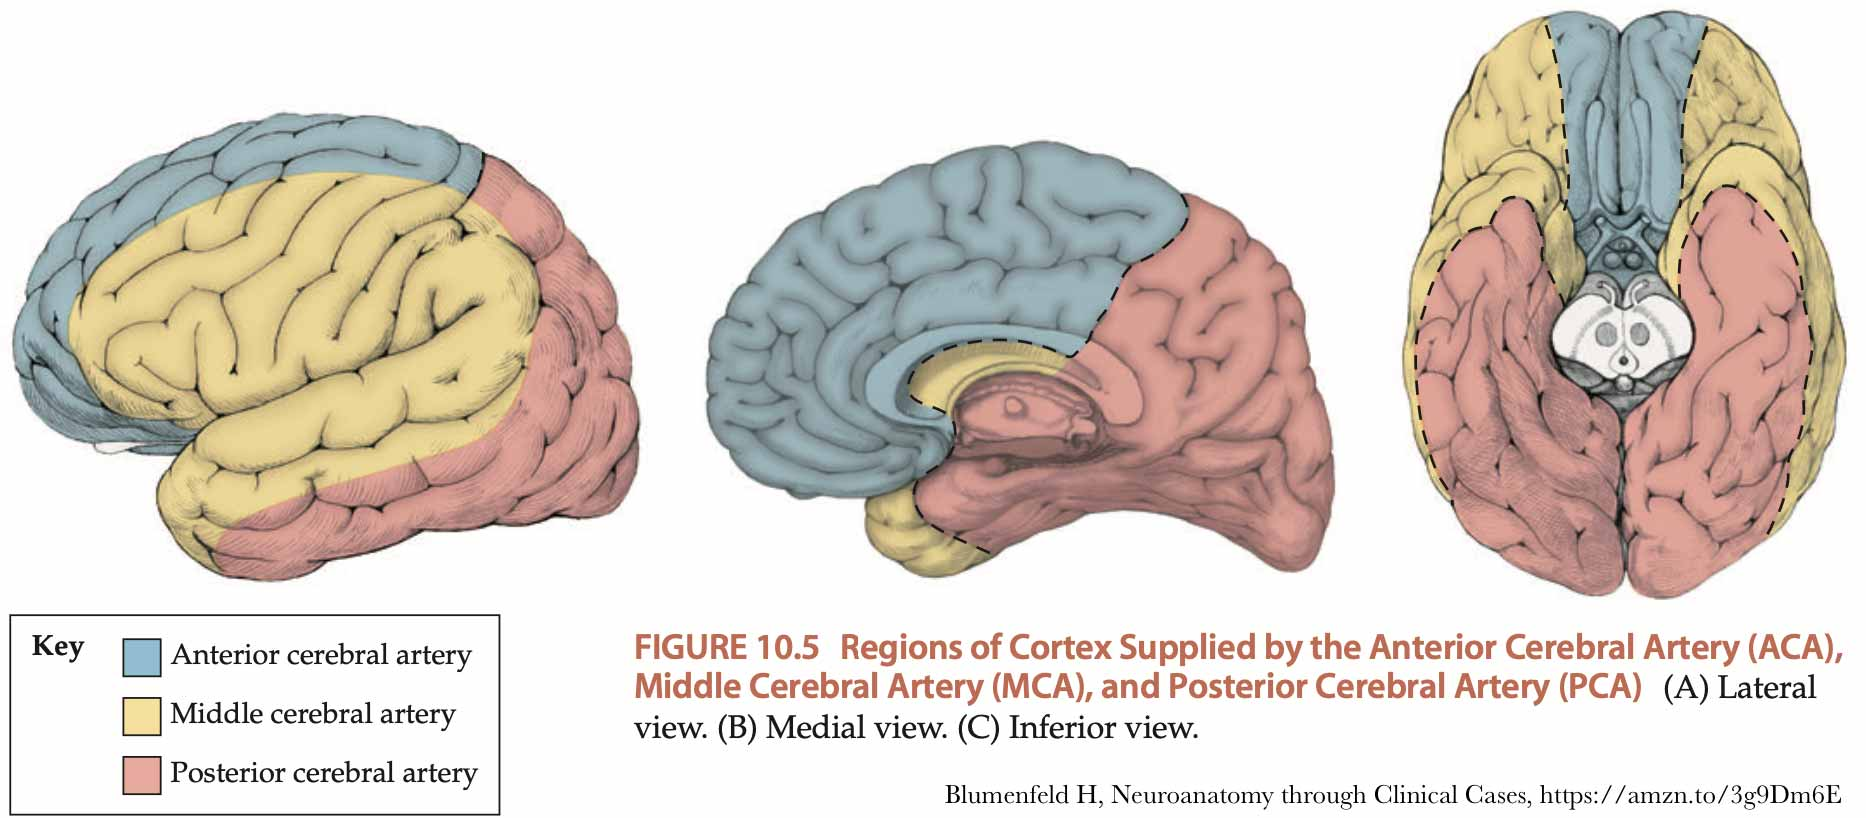 Key
Anterior cerebral artery
Middle cerebral artery
Posterior cerebral artery
FIGURE 10.5 Regions of Cortex Supplied by the Anterior Cerebral Artery (ACA),
Middle Cerebral Artery (MCA), and Posterior Cerebral Artery (PCA) (A) Lateral
view. (B) Medial view. (C) Inferior view.
Blumenfeld H, Neuroanatomy through Clinical Cases, https://amzn.to/3g9Dm6E